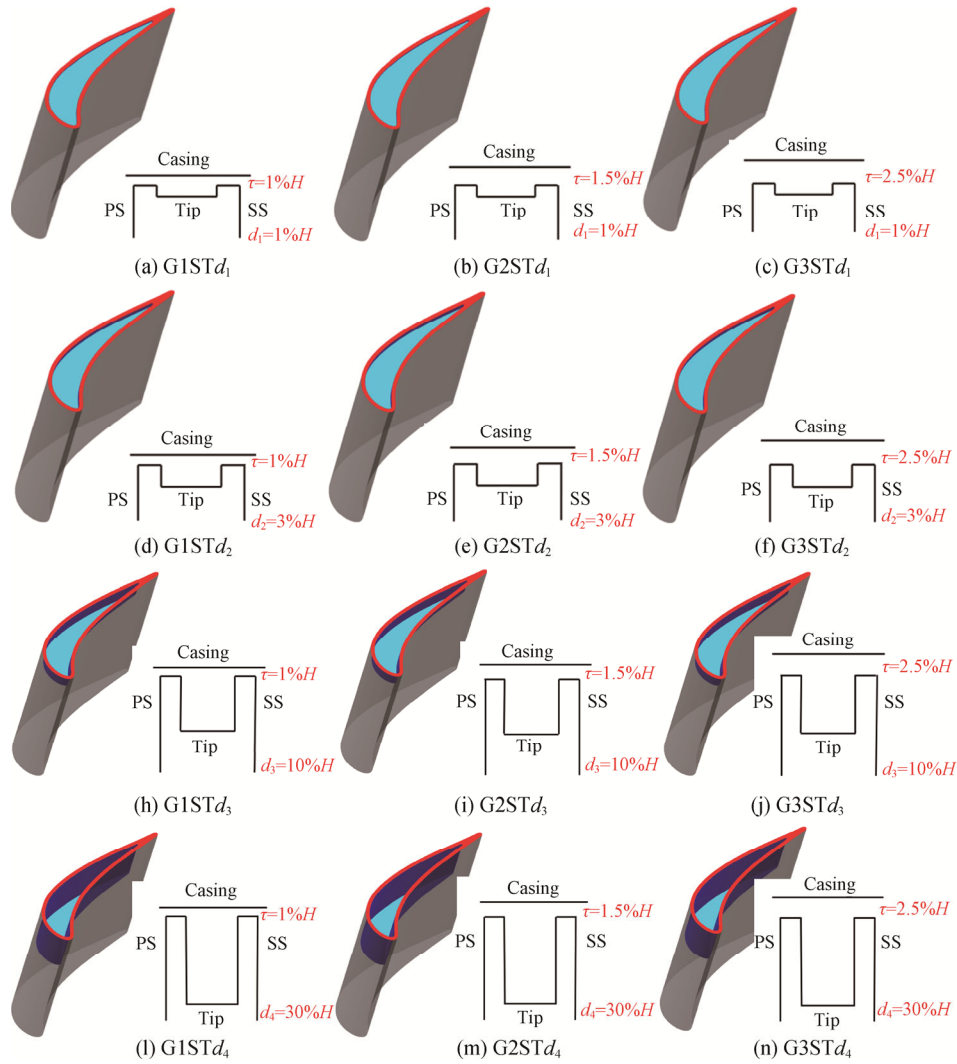 Casing
τ=1%H
PS Tip SS
d₁=1%H
(a) G1STd₁
Casing
τ=1.5%H
PS Tip SS
d₁=1%H
(b) G2STd₁
Casing
τ=2.5%H
PS Tip SS
d₁=1%H
(c) G3STd₁
Casing
τ=1%H
PS Tip SS
d₂=3%H
(d) G1STd₂
Casing
τ=1.5%H
PS Tip SS
d₂=3%H
(e) G2STd₂
Casing
τ=2.5%H
PS Tip SS
d₂=3%H
(f) G3STd₂
Casing
τ=1%H
PS SS
Tip
d₃=10%H
(h) G1STd₃
Casing
τ=1.5%H
PS SS
Tip
d₃=10%H
(i) G2STd₃
Casing
τ=2.5%H
PS SS
Tip
d₃=10%H
(j) G3STd₃
Casing
τ=1%H
PS SS
d₄=30%H
Tip
(l) G1STd₄
Casing
τ=1.5%H
PS SS
d₄=30%H
Tip
(m) G2STd₄
Casing
τ=2.5%H
PS SS
d₄=30%H
Tip
(n) G3STd₄